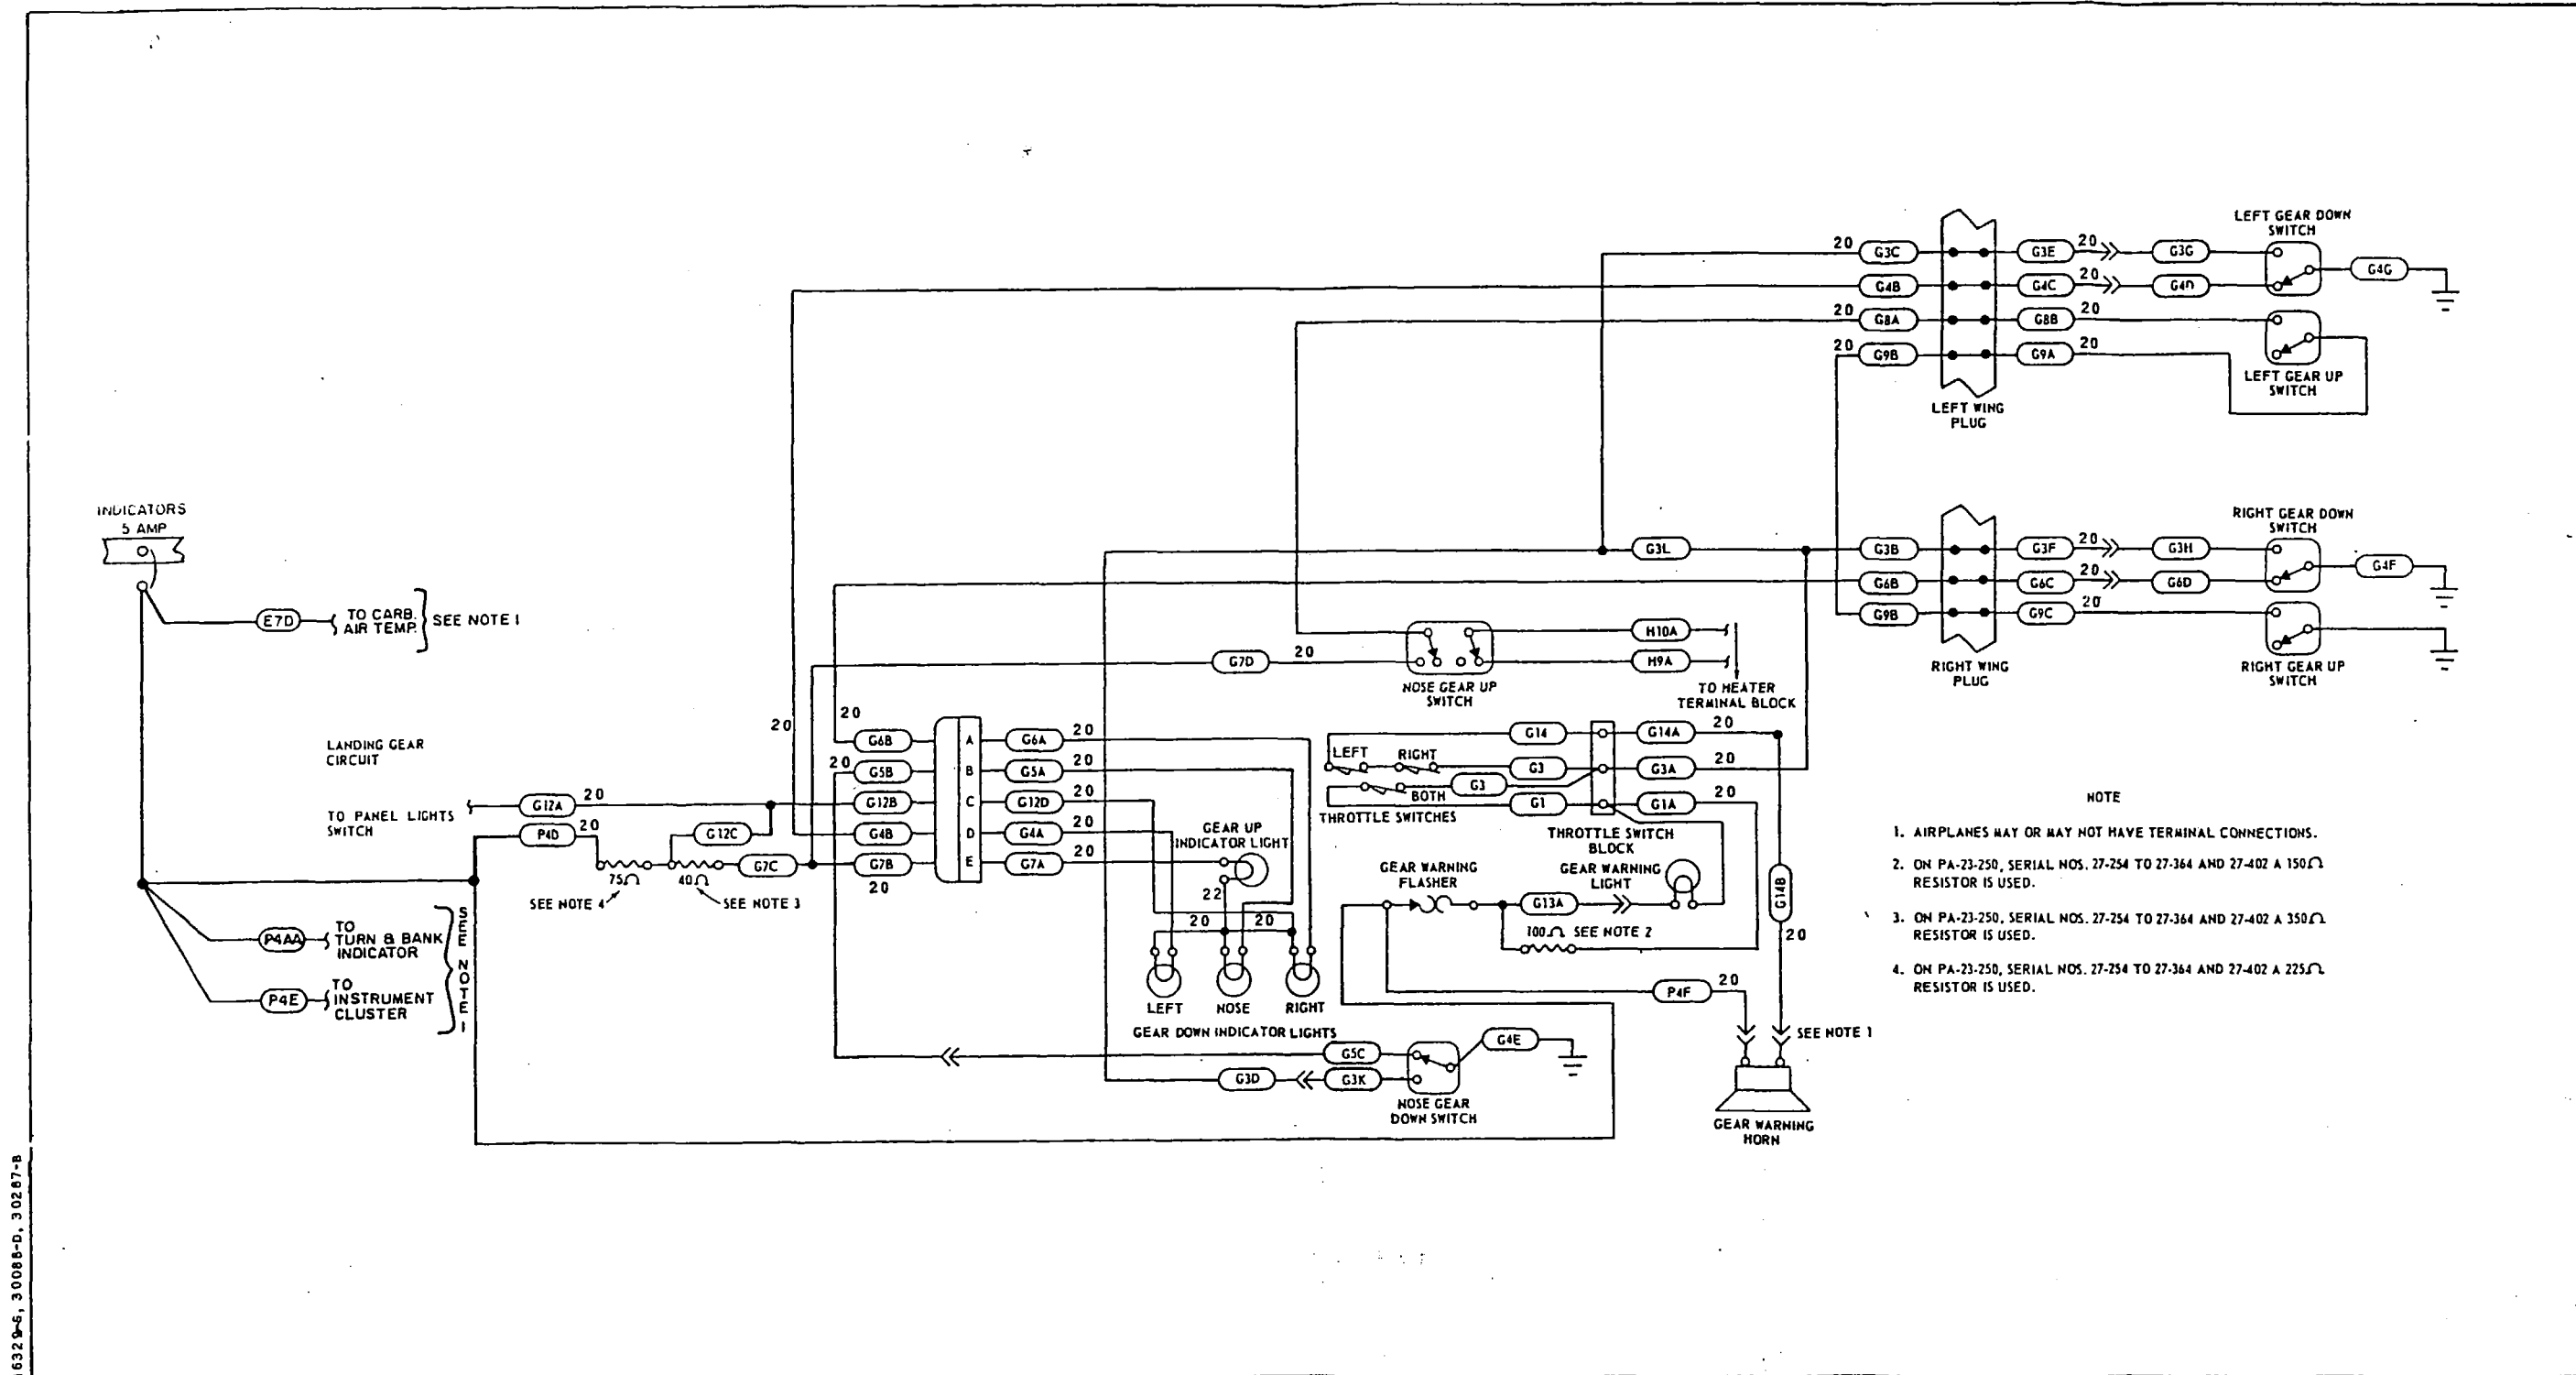 LEFT GEAR DOWN
SWITCH
20
G3C
G3E
20
G3G
G4B
G4C
20
G4D
G4G
20
G8A
G8B
20
20
G9B
G9A
20
LEFT GEAR UP
SWITCH
LEFT WING
PLUG
INDICATORS
5 AMP
RIGHT GEAR DOWN
SWITCH
G3L
G3B
G3F
20
G3H
G6B
G6C
20
G6D
G4F
G9B
G9C
20
RIGHT WING
PLUG
RIGHT GEAR UP
SWITCH
E7D
TO CARB.
AIR TEMP.
SEE NOTE 1
H10A
G7D
20
H9A
NOSE GEAR UP
SWITCH
TO HEATER
TERMINAL BLOCK
LANDING GEAR
CIRCUIT
TO PANEL LIGHTS
SWITCH
G12A
20
P4D
20
G12C
75Ω
40Ω
G7C
SEE NOTE 4
SEE NOTE 3
20
20
G6B
A
G6A
20
20
G5B
B
G5A
20
G12B
C
G12D
20
G4B
D
G4A
20
G7B
E
G7A
20
20
GEAR UP
INDICATOR LIGHT
22
20
20
LEFT
NOSE
RIGHT
GEAR DOWN INDICATOR LIGHTS
LEFT
RIGHT
G14
G14A
20
G3
G3A
20
G3
BOTH
G1
G1A
20
THROTTLE SWITCHES
THROTTLE SWITCH
BLOCK
GEAR WARNING
FLASHER
GEAR WARNING
LIGHT
G13A
100Ω SEE NOTE 2
G14B
20
P4F
20
SEE NOTE 1
GEAR WARNING
HORN
P4AA
TO
TURN & BANK
INDICATOR
P4E
TO
INSTRUMENT
CLUSTER
SEE NOTE 1
G5C
G4E
G3D
G3K
NOSE GEAR
DOWN SWITCH
NOTE
1. AIRPLANES MAY OR MAY NOT HAVE TERMINAL CONNECTIONS.
2. ON PA-23-250, SERIAL NOS. 27-254 TO 27-364 AND 27-402 A 150Ω
RESISTOR IS USED.
3. ON PA-23-250, SERIAL NOS. 27-254 TO 27-364 AND 27-402 A 350Ω
RESISTOR IS USED.
4. ON PA-23-250, SERIAL NOS. 27-254 TO 27-364 AND 27-402 A 225Ω
RESISTOR IS USED.
30088-D, 30287-B